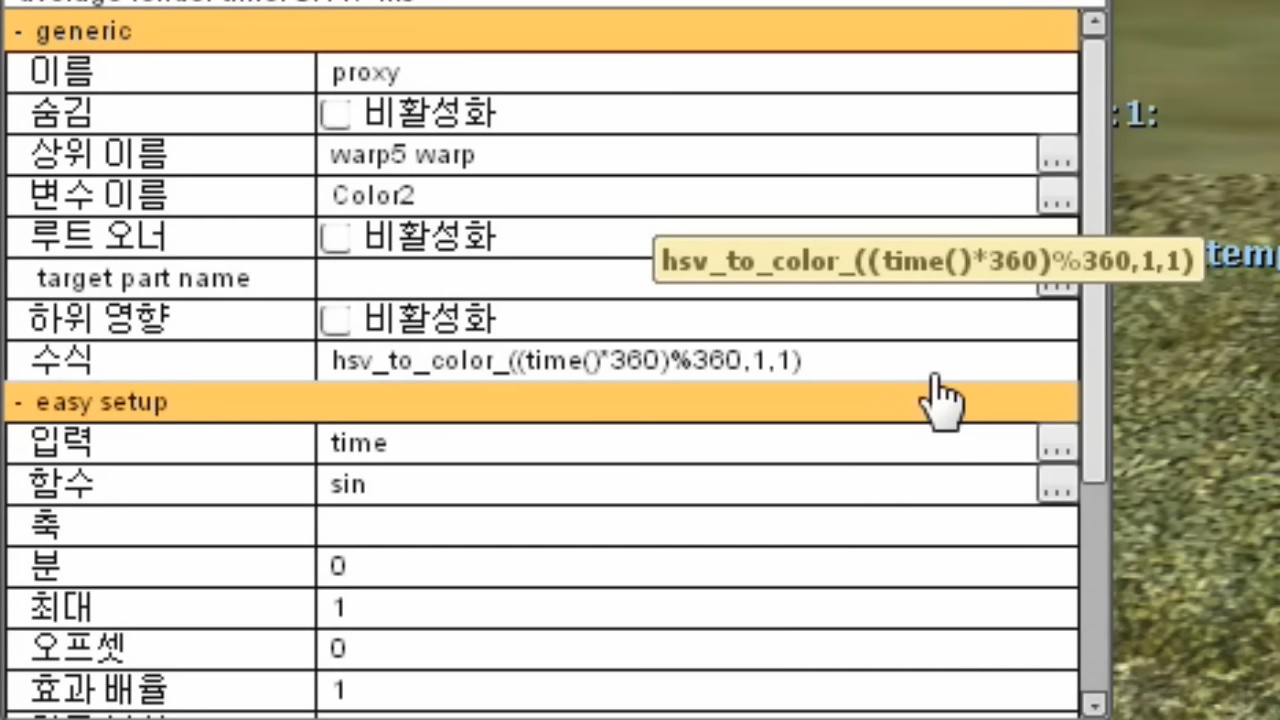 - generic
이름 proxy
숨김 비활성화
상위 이름 warp5 warp ...
변수 이름 Color2 ...
루트 오너 비활성화
hsv_to_color_((time()*360)%360,1,1)
target part name ...
하위 영향 비활성화
수식 hsv_to_color_((time()*360)%360,1,1)
- easy setup
입력 time ...
함수 sin ...
축
분 0
최대 1
오프셋 0
효과 배율 1
:1: